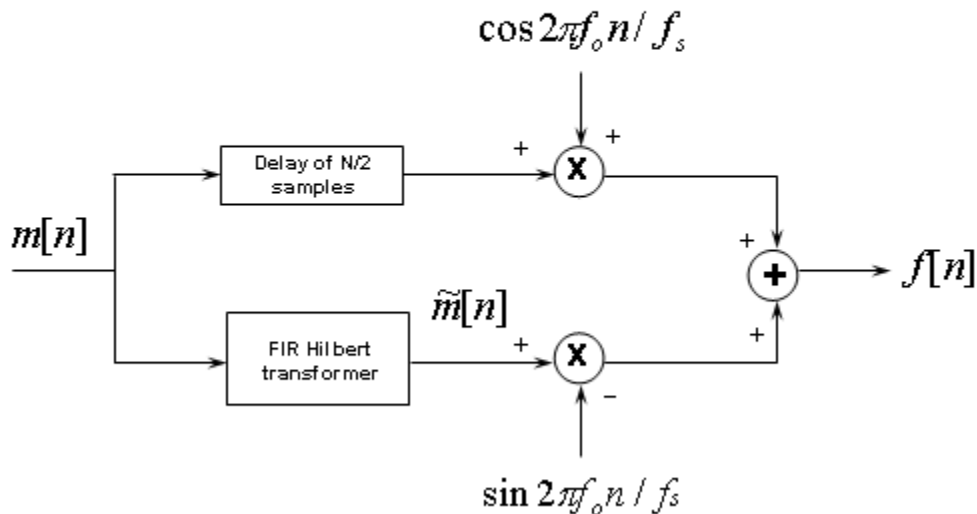 cos 2πf₀n / fₛ
+
+
x
Delay of N/2
samples
m[n]
+
+
f[n]
m̃[n]
+
FIR Hilbert
transformer
+
x
−
sin 2πf₀n / fₛ